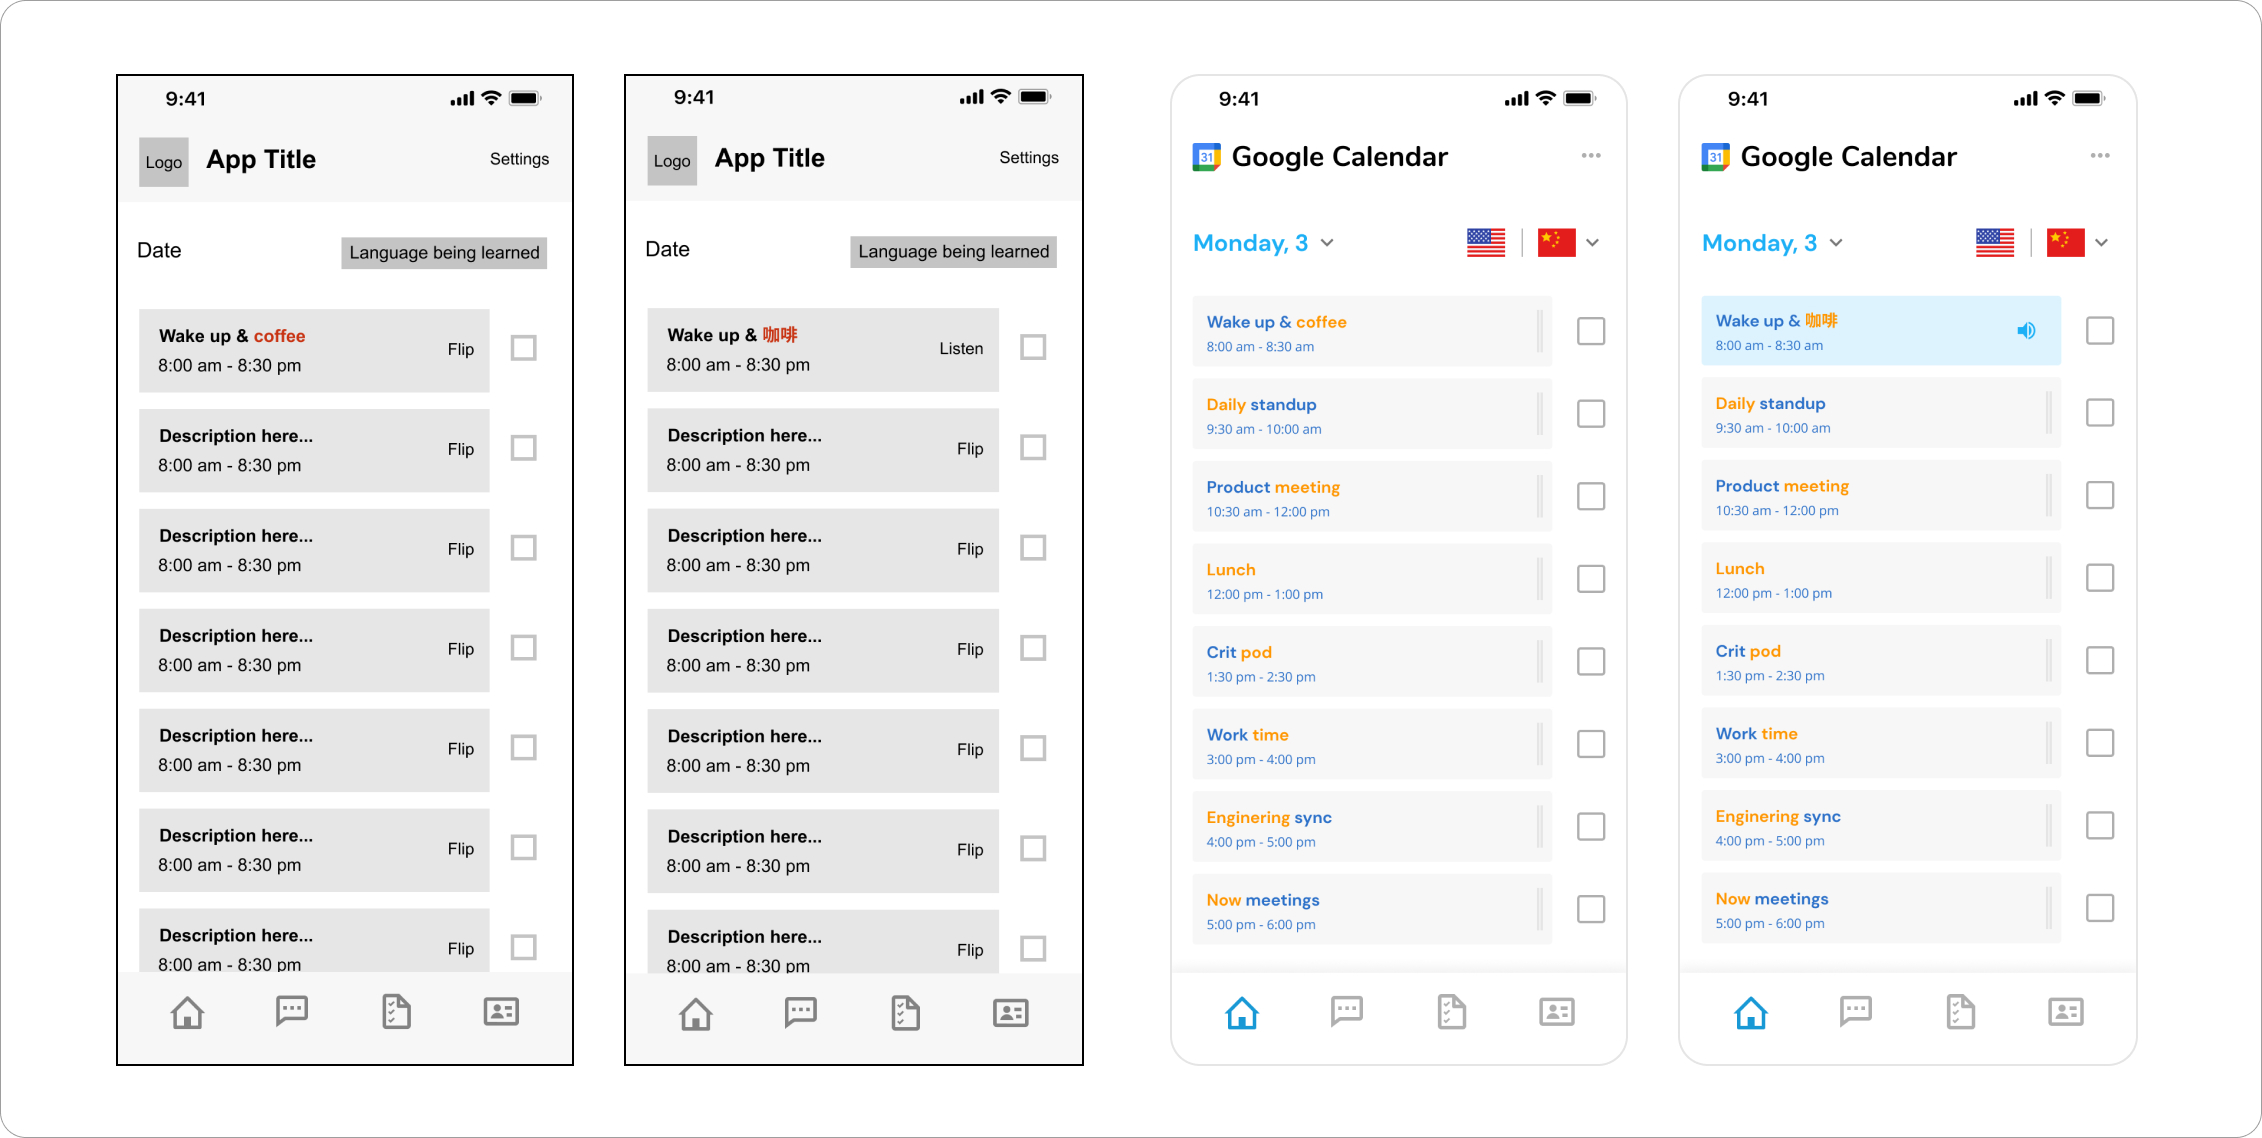 9:41
Logo
App Title
Settings
Date
Language being learned
Wake up & coffee
8:00 am - 8:30 pm
Flip
Description here...
8:00 am - 8:30 pm
Flip
Description here...
8:00 am - 8:30 pm
Flip
Description here...
8:00 am - 8:30 pm
Flip
Description here...
8:00 am - 8:30 pm
Flip
Description here...
8:00 am - 8:30 pm
Flip
Description here...
8:00 am - 8:30 pm
Flip
9:41
Logo
App Title
Settings
Date
Language being learned
Wake up & 咖啡
8:00 am - 8:30 pm
Listen
Description here...
8:00 am - 8:30 pm
Flip
Description here...
8:00 am - 8:30 pm
Flip
Description here...
8:00 am - 8:30 pm
Flip
Description here...
8:00 am - 8:30 pm
Flip
Description here...
8:00 am - 8:30 pm
Flip
Description here...
8:00 am - 8:30 pm
Flip
9:41
31
Google Calendar
Monday, 3
Wake up & coffee
8:00 am - 8:30 am
Daily standup
9:30 am - 10:00 am
Product meeting
10:30 am - 12:00 pm
Lunch
12:00 pm - 1:00 pm
Crit pod
1:30 pm - 2:30 pm
Work time
3:00 pm - 4:00 pm
Enginering sync
4:00 pm - 5:00 pm
Now meetings
5:00 pm - 6:00 pm
9:41
31
Google Calendar
Monday, 3
Wake up & 咖啡
8:00 am - 8:30 am
Daily standup
9:30 am - 10:00 am
Product meeting
10:30 am - 12:00 pm
Lunch
12:00 pm - 1:00 pm
Crit pod
1:30 pm - 2:30 pm
Work time
3:00 pm - 4:00 pm
Enginering sync
4:00 pm - 5:00 pm
Now meetings
5:00 pm - 6:00 pm